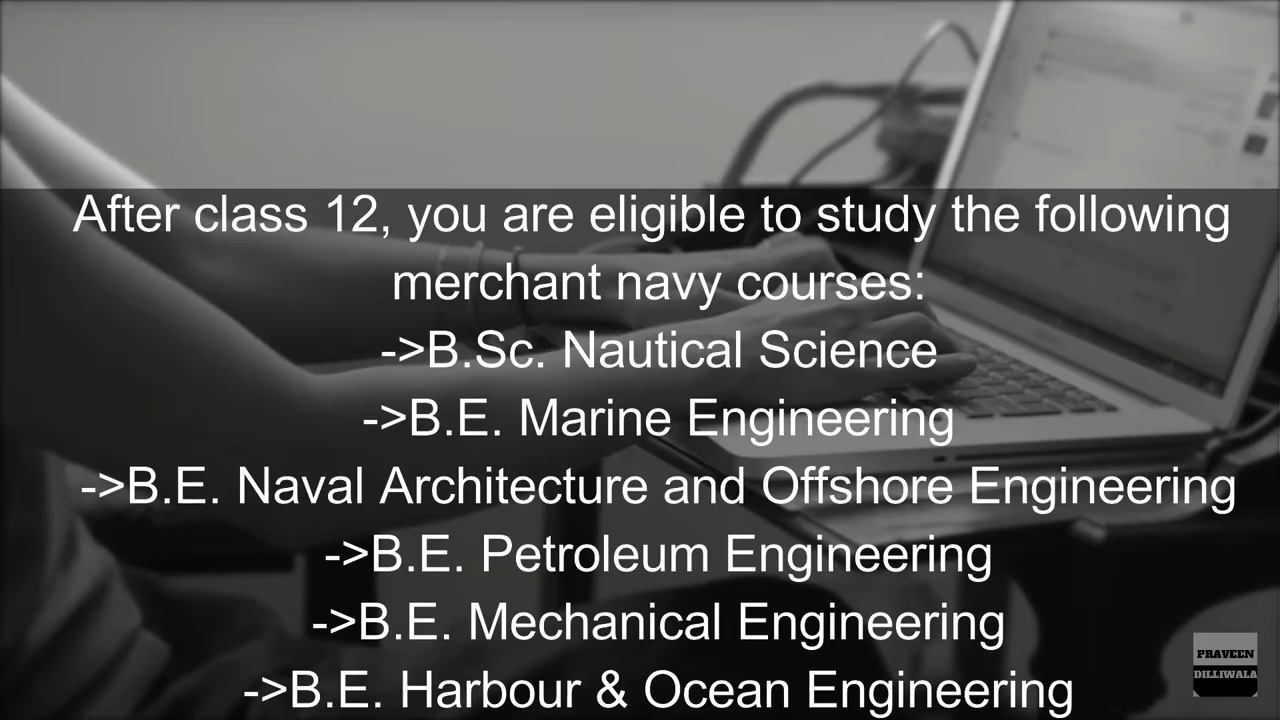 After class 12, you are eligible to study the following
merchant navy courses:
->B.Sc. Nautical Science
->B.E. Marine Engineering
->B.E. Naval Architecture and Offshore Engineering
->B.E. Petroleum Engineering
->B.E. Mechanical Engineering
->B.E. Harbour & Ocean Engineering
PRAVEEN
DILLIWALA